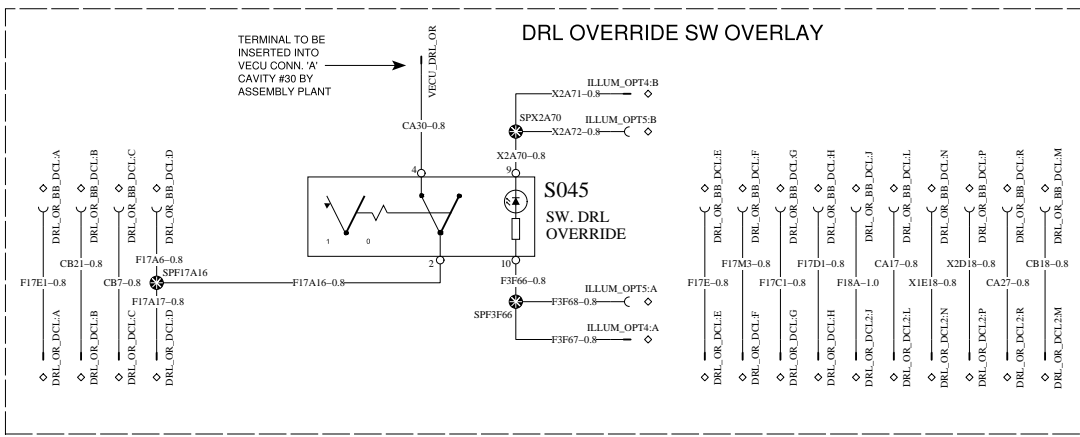 DRL OVERRIDE SW OVERLAY
TERMINAL TO BE
INSERTED INTO
VECU CONN. 'A'
CAVITY #30 BY
ASSEMBLY PLANT
VECU_DRL_OR
CA30-0.8
ILLUM_OPT4:B
X2A71-0.8
SPX2A70
ILLUM_OPT5:B
X2A72-0.8
X2A70-0.8
4
9
S045
SW. DRL
OVERRIDE
1
0
2
10
F3F66-0.8
ILLUM_OPT5:A
F3F68-0.8
SPF3F66
ILLUM_OPT4:A
F3F67-0.8
DRL_OR_BB_DCL:A
DRL_OR_BB_DCL:B
DRL_OR_BB_DCL:C
DRL_OR_BB_DCL:D
F17A6-0.8
CB21-0.8
SPF17A16
F17E1-0.8
CB7-0.8
F17A16-0.8
F17A17-0.8
DRL_OR_DCL:A
DRL_OR_DCL:B
DRL_OR_DCL:C
DRL_OR_DCL:D
DRL_OR_BB_DCL:E
DRL_OR_BB_DCL:F
DRL_OR_BB_DCL:G
DRL_OR_BB_DCL:H
DRL_OR_BB_DCL:J
DRL_OR_BB_DCL:L
DRL_OR_BB_DCL:N
DRL_OR_BB_DCL:P
DRL_OR_BB_DCL:R
DRL_OR_BB_DCL:M
F17M3-0.8
F17D1-0.8
CA17-0.8
X2D18-0.8
CB18-0.8
F17E-0.8
F17C1-0.8
F18A-1.0
X1E18-0.8
CA27-0.8
DRL_OR_DCL:E
DRL_OR_DCL:F
DRL_OR_DCL:G
DRL_OR_DCL:H
DRL_OR_DCL2:J
DRL_OR_DCL2:L
DRL_OR_DCL2:N
DRL_OR_DCL2:P
DRL_OR_DCL2:R
DRL_OR_DCL2:M